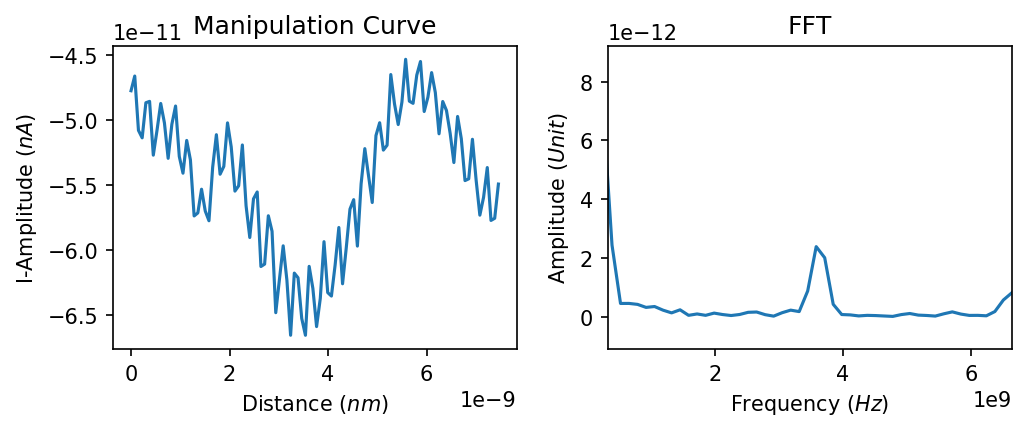 Manipulation Curve
1e−11
−4.5
−5.0
−5.5
−6.0
−6.5
I-Amplitude (nA)
0 2 4 6
1e−9
Distance (nm)
FFT
1e−12
8
6
4
2
0
Amplitude (Unit)
2 4 6
1e9
Frequency (Hz)